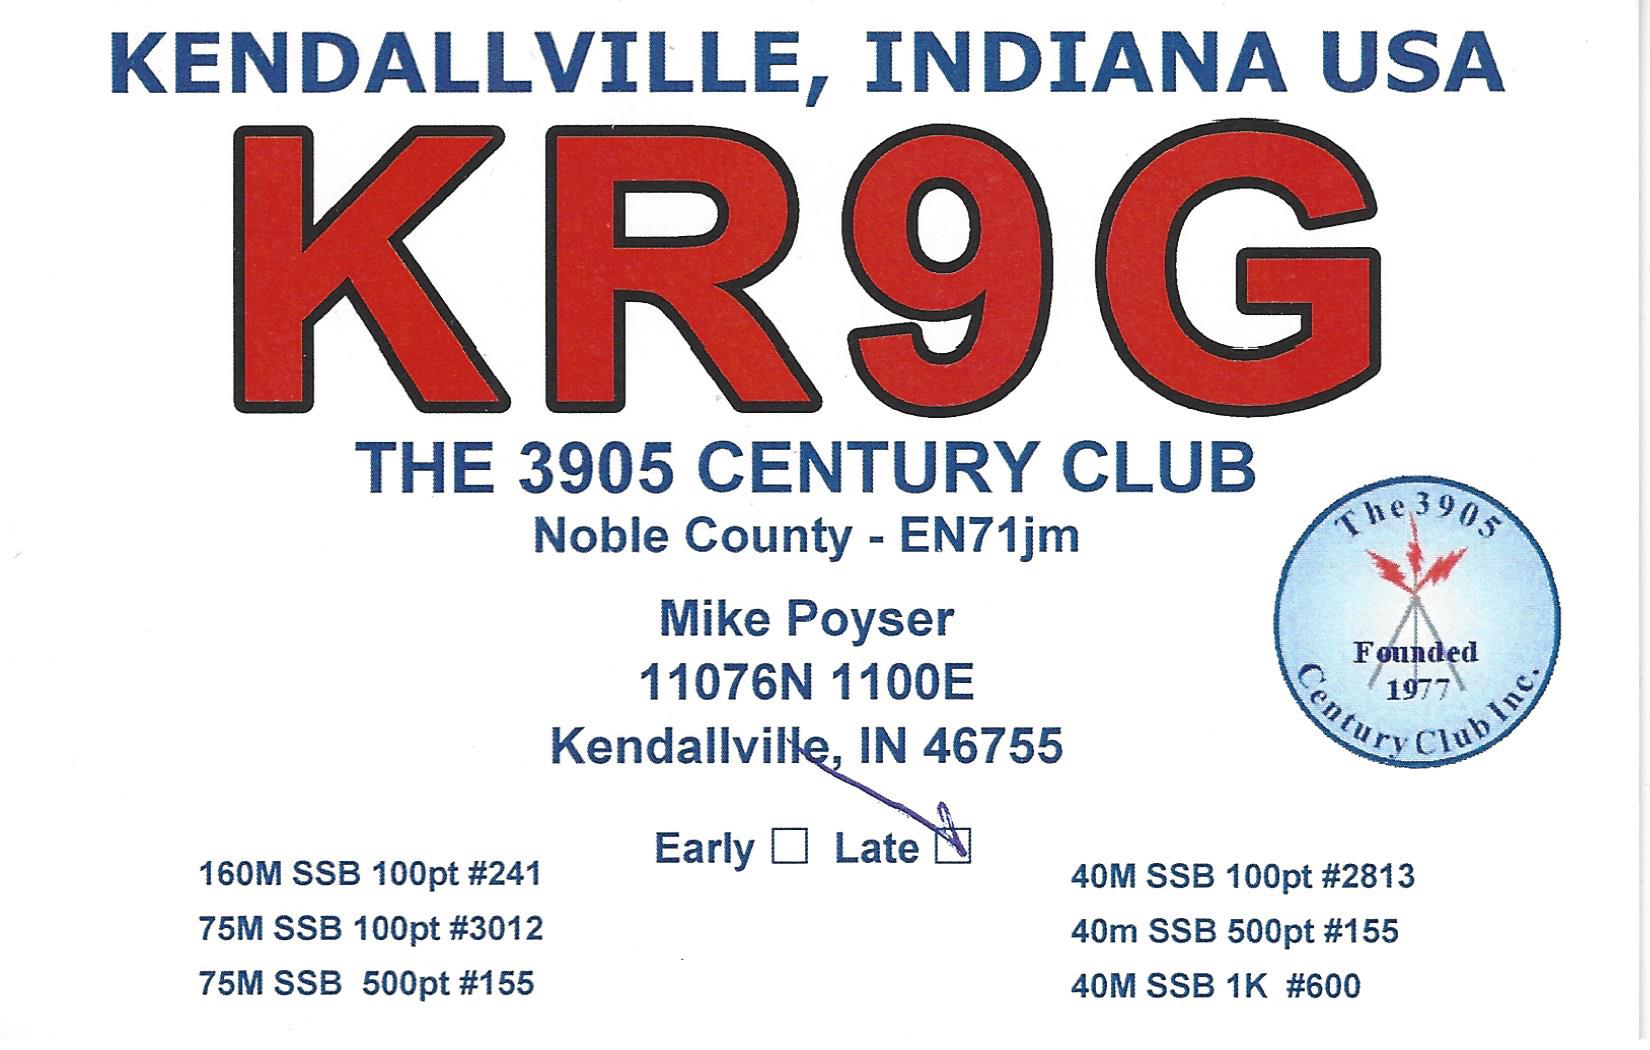 KENDALLVILLE, INDIANA USA
KR9G
THE 3905 CENTURY CLUB
Noble County - EN71jm
Mike Poyser
11076N 1100E
Kendallville, IN 46755
The 3905
Founded
1977
Century Club Inc.
Early ☐ Late ☑
160M SSB 100pt #241
75M SSB 100pt #3012
75M SSB 500pt #155
40M SSB 100pt #2813
40m SSB 500pt #155
40M SSB 1K #600